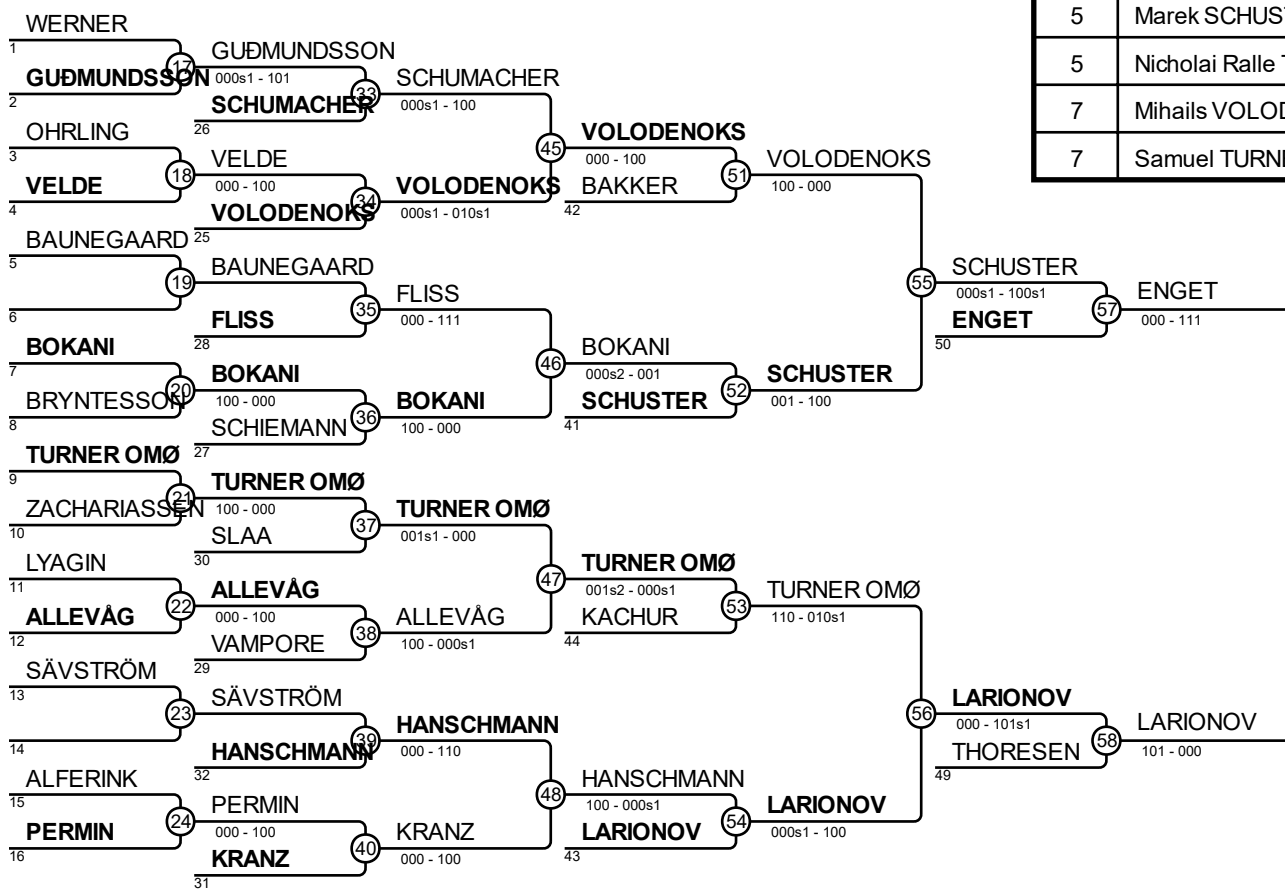 5 Marek SCHUS
5 Nicholai Ralle
7 Mihails VOLO
7 Samuel TURN
WERNER
1
17
GUÐMUNDSSON
2
GUÐMUNDSSON
000s1 - 101
33
SCHUMACHER
26
SCHUMACHER
000s1 - 100
OHRLING
3
18
VELDE
4
VELDE
000 - 100
34
VOLODENOKS
25
VOLODENOKS
000s1 - 010s1
45
VOLODENOKS
000 - 100
51
BAKKER
42
VOLODENOKS
100 - 000
BAUNEGAARD
5
19
6
BAUNEGAARD
35
FLISS
28
FLISS
000 - 111
BOKANI
7
20
BRYNTESSON
8
BOKANI
100 - 000
36
SCHIEMANN
27
BOKANI
100 - 000
46
BOKANI
000s2 - 001
52
SCHUSTER
41
SCHUSTER
001 - 100
55
SCHUSTER
000s1 - 100s1
57
ENGET
50
ENGET
000 - 111
TURNER OMØ
9
21
ZACHARIASSEN
10
TURNER OMØ
100 - 000
37
SLAA
30
TURNER OMØ
001s1 - 000
LYAGIN
11
22
ALLEVÅG
12
ALLEVÅG
000 - 100
38
VAMPORE
29
ALLEVÅG
100 - 000s1
47
TURNER OMØ
001s2 - 000s1
53
KACHUR
44
TURNER OMØ
110 - 010s1
SÄVSTRÖM
13
23
14
SÄVSTRÖM
39
HANSCHMANN
32
HANSCHMANN
000 - 110
ALFERINK
15
24
PERMIN
16
PERMIN
000 - 100
40
KRANZ
31
KRANZ
000 - 100
48
HANSCHMANN
100 - 000s1
54
LARIONOV
43
LARIONOV
000s1 - 100
56
LARIONOV
000 - 101s1
58
THORESEN
49
LARIONOV
101 - 000